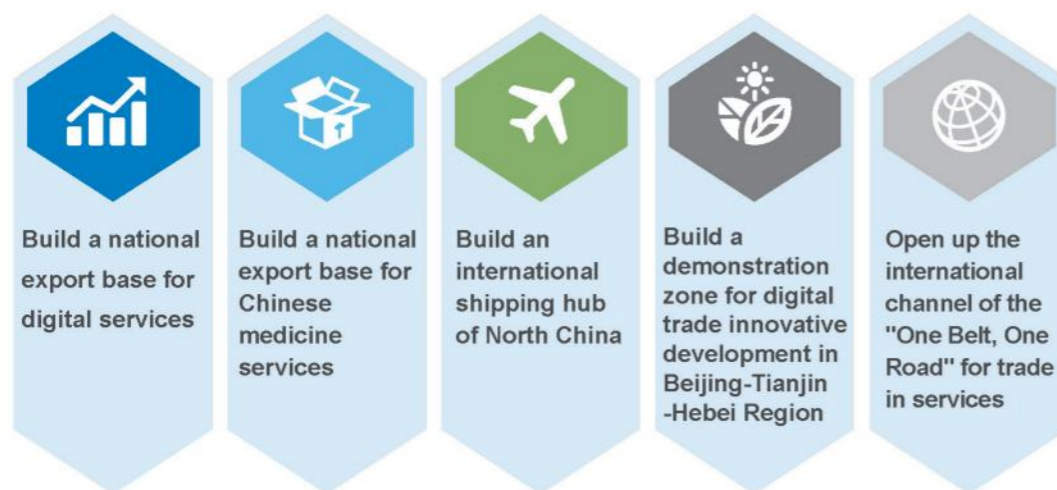 Build a national
export base for
digital services
Build a national
export base for
Chinese
medicine
services
Build an
international
shipping hub
of North China
Build a
demonstration
zone for digital
trade innovative
development in
Beijing-Tianjin
-Hebei Region
Open up the
international
channel of the
"One Belt, One
Road" for trade
in services